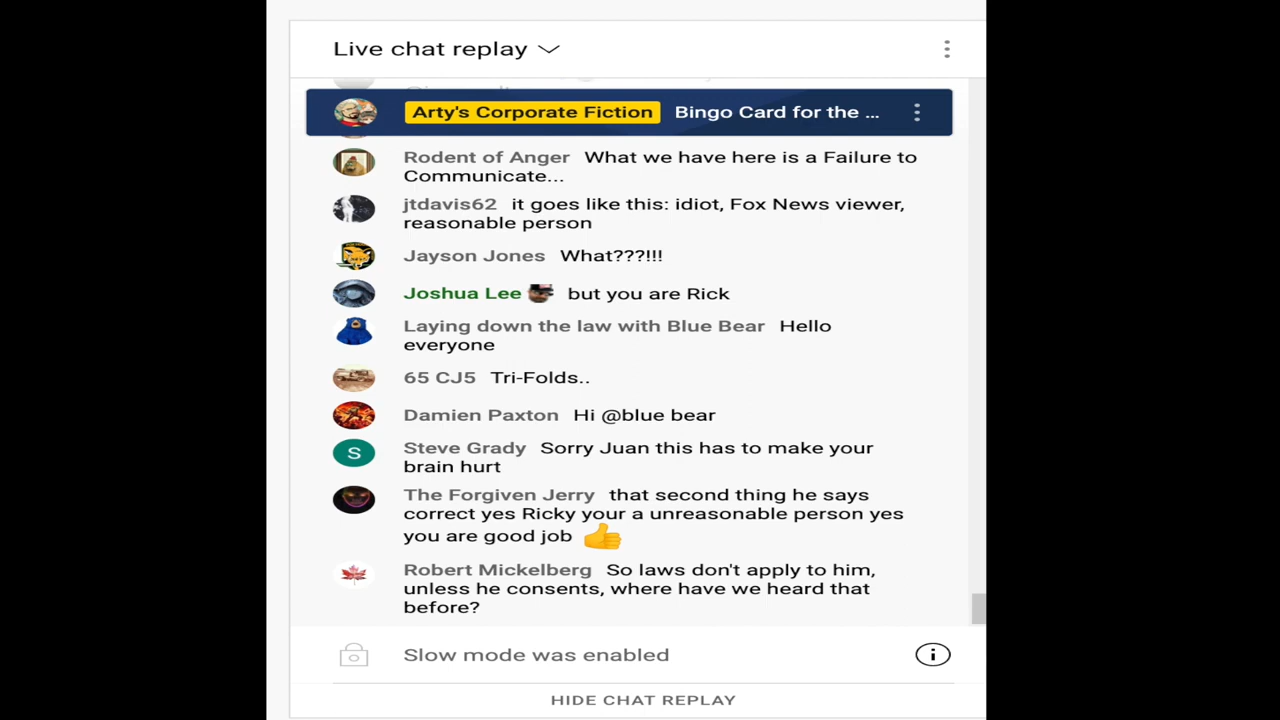 Live chat replay
Arty's Corporate Fiction Bingo Card for the ...
Rodent of Anger What we have here is a Failure to
Communicate...
jtdavis62 it goes like this: idiot, Fox News viewer,
reasonable person
Jayson Jones What???!!!
Joshua Lee but you are Rick
Laying down the law with Blue Bear Hello
everyone
65 CJ5 Tri-Folds..
Damien Paxton Hi @blue bear
S
Steve Grady Sorry Juan this has to make your
brain hurt
The Forgiven Jerry that second thing he says
correct yes Ricky your a unreasonable person yes
you are good job
Robert Mickelberg So laws don't apply to him,
unless he consents, where have we heard that
before?
Slow mode was enabled
HIDE CHAT REPLAY